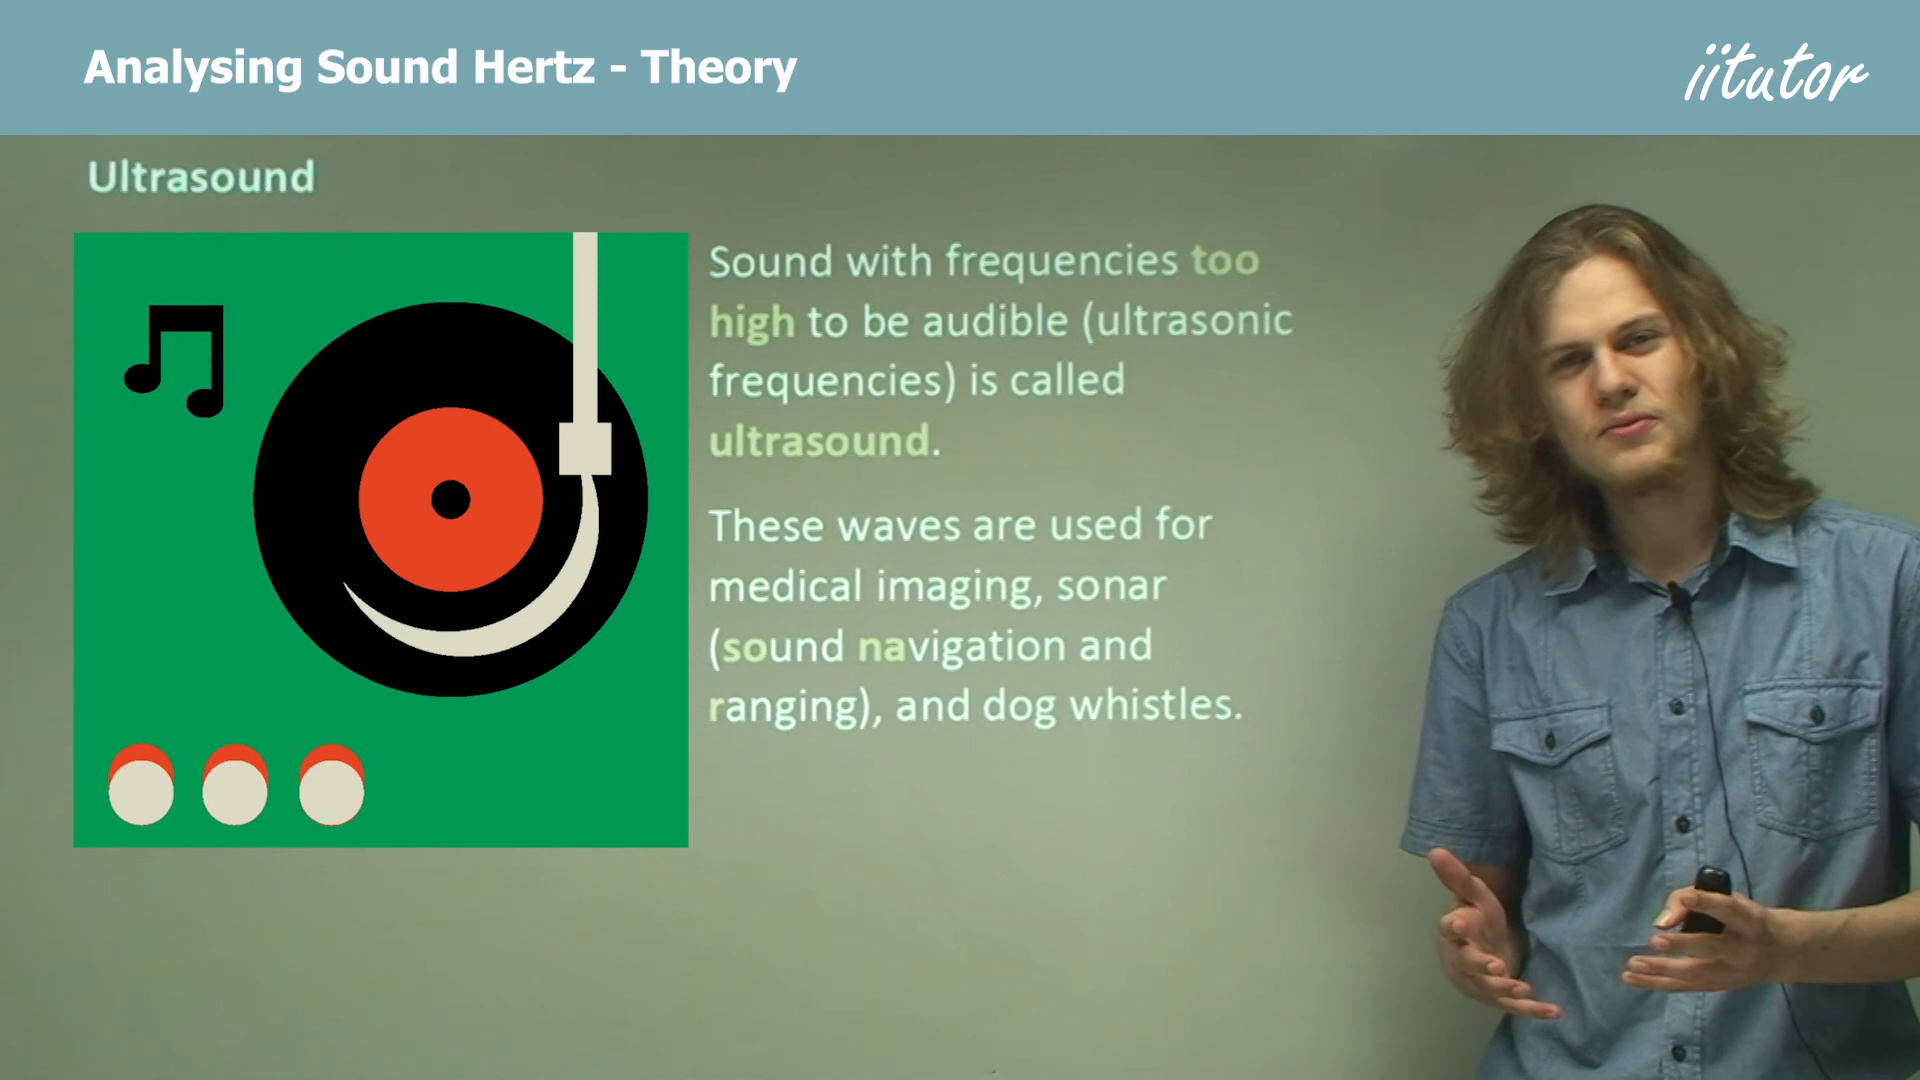 Analysing Sound Hertz - Theory
iitutor
Ultrasound
Sound with frequencies too
high to be audible (ultrasonic
frequencies) is called
ultrasound.
These waves are used for
medical imaging, sonar
(sound navigation and
ranging), and dog whistles.